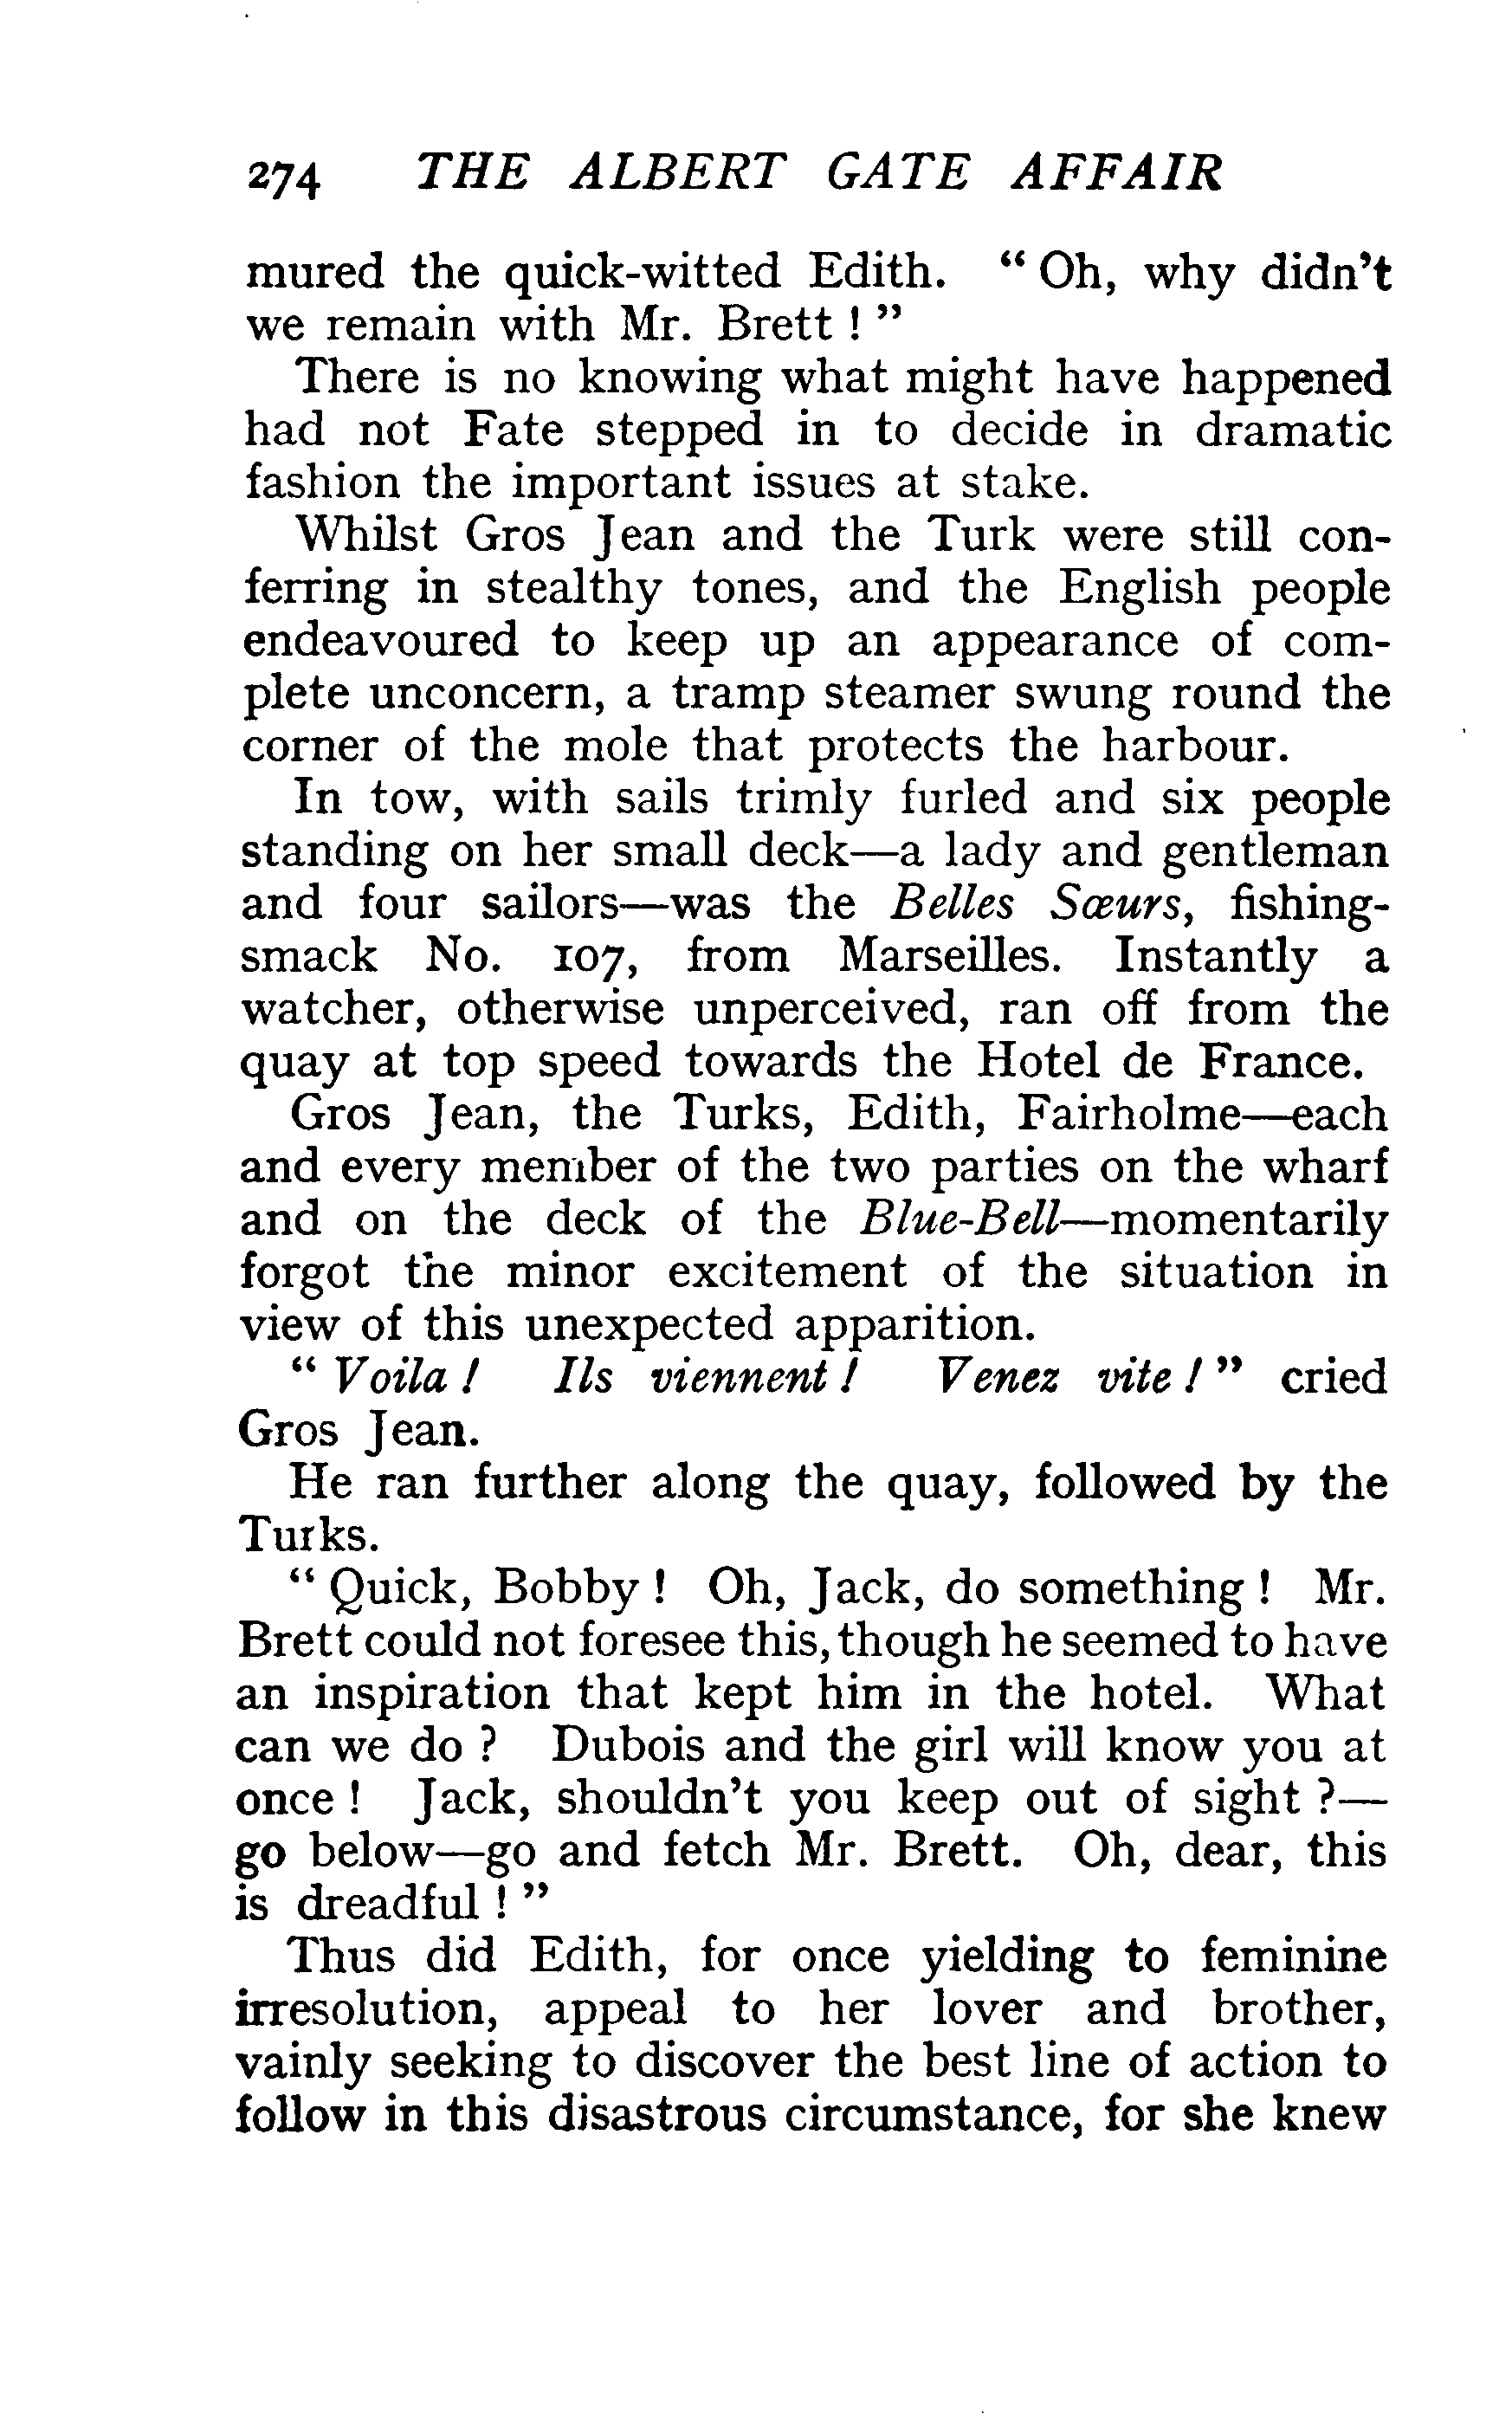 274 THE ALBERT GATE AFFAIR
mured the quick-witted Edith. “ Oh, why didn’t
we remain with Mr. Brett ! ”
There is no knowing what might have happened
had not Fate stepped in to decide in dramatic
fashion the important issues at stake.
Whilst Gros Jean and the Turk were still con-
ferring in stealthy tones, and the English people
endeavoured to keep up an appearance of com-
plete unconcern, a tramp steamer swung round the
corner of the mole that protects the harbour.
In tow, with sails trimly furled and six people
standing on her small deck—a lady and gentleman
and four sailors—was the Belles Sœurs, fishing-
smack No. 107, from Marseilles. Instantly a
watcher, otherwise unperceived, ran off from the
quay at top speed towards the Hotel de France.
Gros Jean, the Turks, Edith, Fairholme—each
and every member of the two parties on the wharf
and on the deck of the Blue-Bell—momentarily
forgot the minor excitement of the situation in
view of this unexpected apparition.
“ Voila ! Ils viennent ! Venez vite ! ” cried
Gros Jean.
He ran further along the quay, followed by the
Turks.
“ Quick, Bobby ! Oh, Jack, do something ! Mr.
Brett could not foresee this, though he seemed to have
an inspiration that kept him in the hotel. What
can we do ? Dubois and the girl will know you at
once ! Jack, shouldn’t you keep out of sight ?—
go below—go and fetch Mr. Brett. Oh, dear, this
is dreadful ! ”
Thus did Edith, for once yielding to feminine
irresolution, appeal to her lover and brother,
vainly seeking to discover the best line of action to
follow in this disastrous circumstance, for she knew